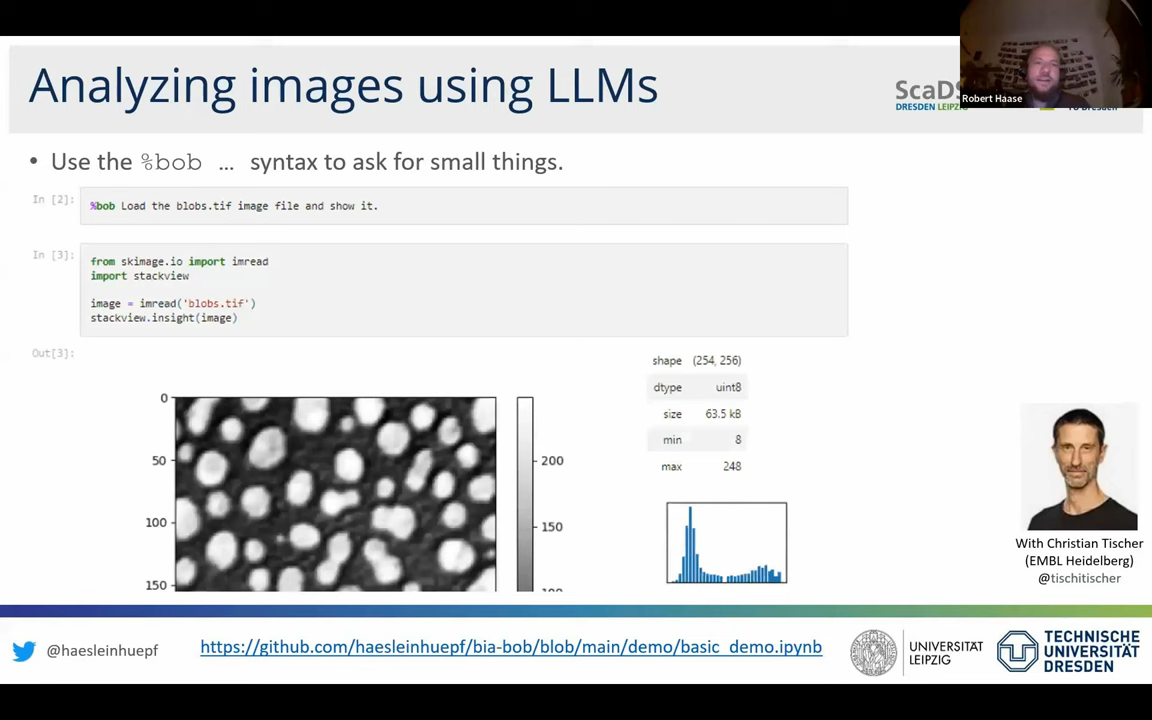 Analyzing images using LLMs
ScaDS
DRESDEN LEIPZIG
Robert Haase
• Use the %bob … syntax to ask for small things.
In [2]:
%bob Load the blobs.tif image file and show it.
In [3]:
from skimage.io import imread
import stackview
image = imread('blobs.tif')
stackview.insight(image)
Out[3]:
0
50
100
150
200
150
shape (254, 256)
dtype uint8
size 63.5 kB
min 8
max 248
With Christian Tischer
(EMBL Heidelberg)
@tischitischer
@haesleinhuepf
https://github.com/haesleinhuepf/bia-bob/blob/main/demo/basic_demo.ipynb
UNIVERSITÄT
LEIPZIG
TECHNISCHE
UNIVERSITÄT
DRESDEN